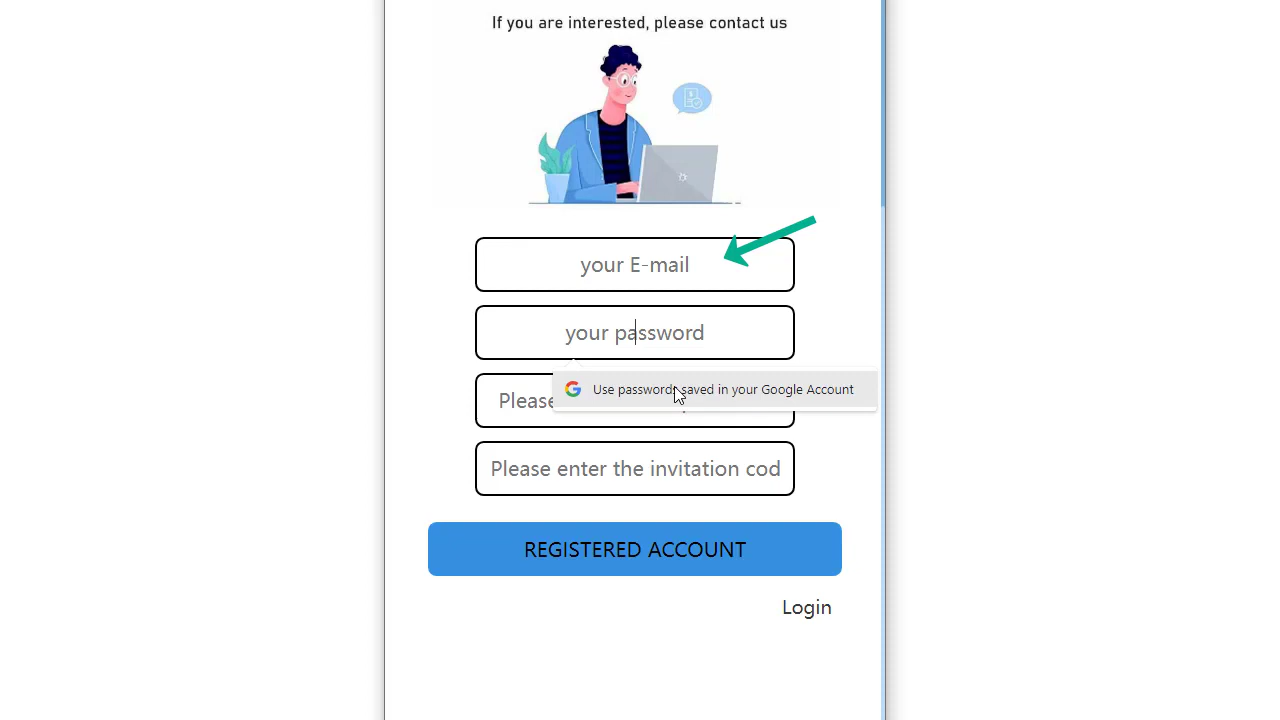 If you are interested, please contact us
your E-mail
your password
Use passwords saved in your Google Account
Please
Please enter the invitation cod
REGISTERED ACCOUNT
Login